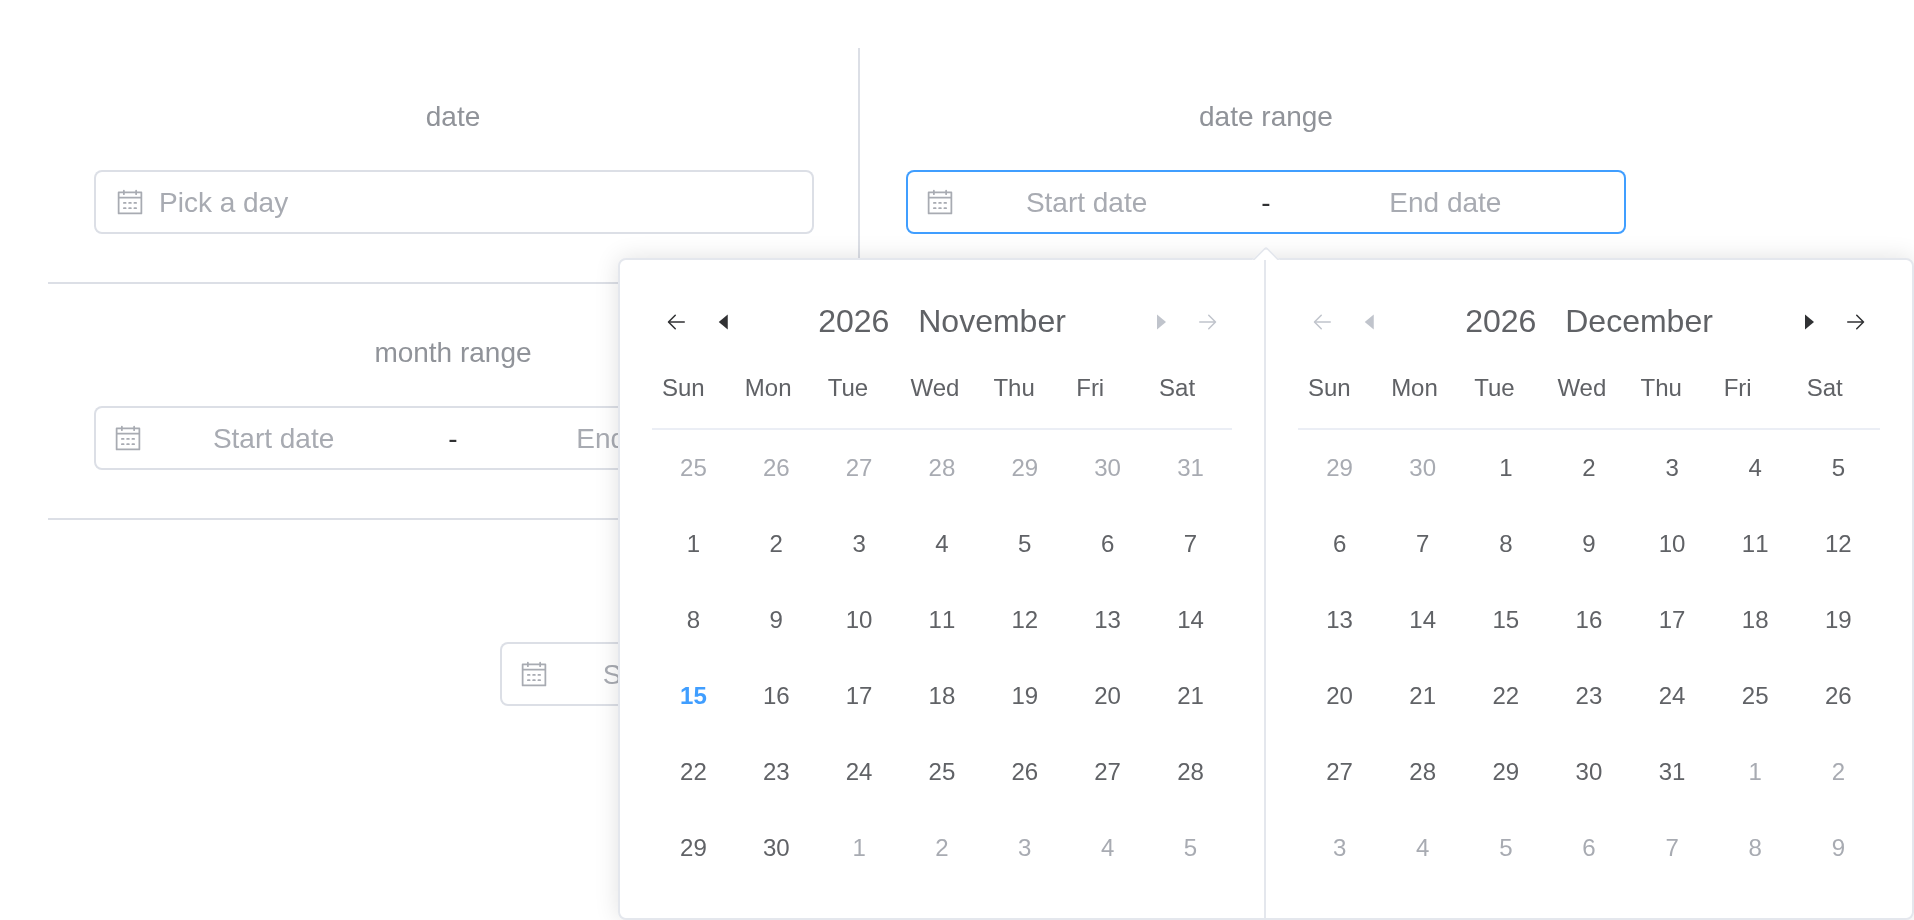 date
Pick a day
date range
Start date - End date
month range
Start date -
2026 November
Sun Mon Tue Wed Thu Fri Sat
25 26 27 28 29 30 31
1 2 3 4 5 6 7
8 9 10 11 12 13 14
15 16 17 18 19 20 21
22 23 24 25 26 27 28
29 30 1 2 3 4 5
2026 December
Sun Mon Tue Wed Thu Fri Sat
29 30 1 2 3 4 5
6 7 8 9 10 11 12
13 14 15 16 17 18 19
20 21 22 23 24 25 26
27 28 29 30 31 1 2
3 4 5 6 7 8 9